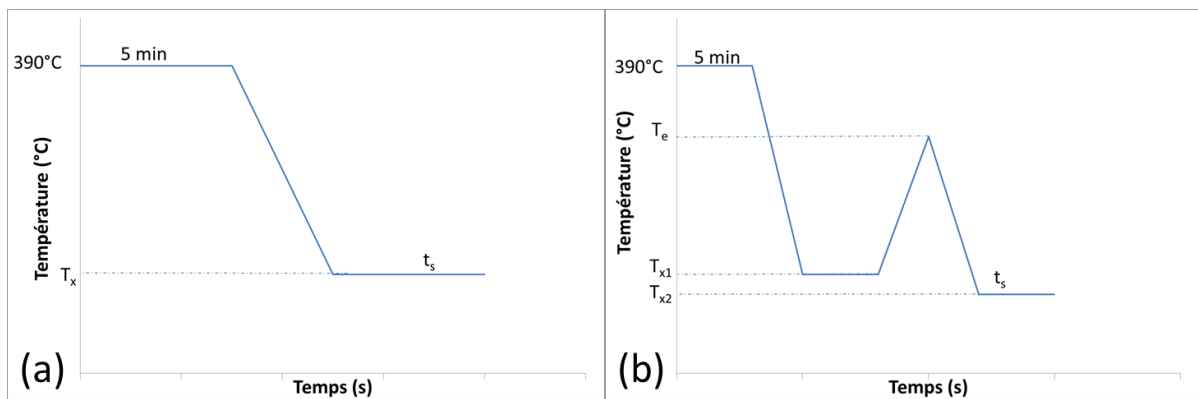 390°C
5 min
Température (°C)
Tx
ts
(a)
Temps (s)
390°C
5 min
Te
Température (°C)
Tx1
Tx2
ts
(b)
Temps (s)